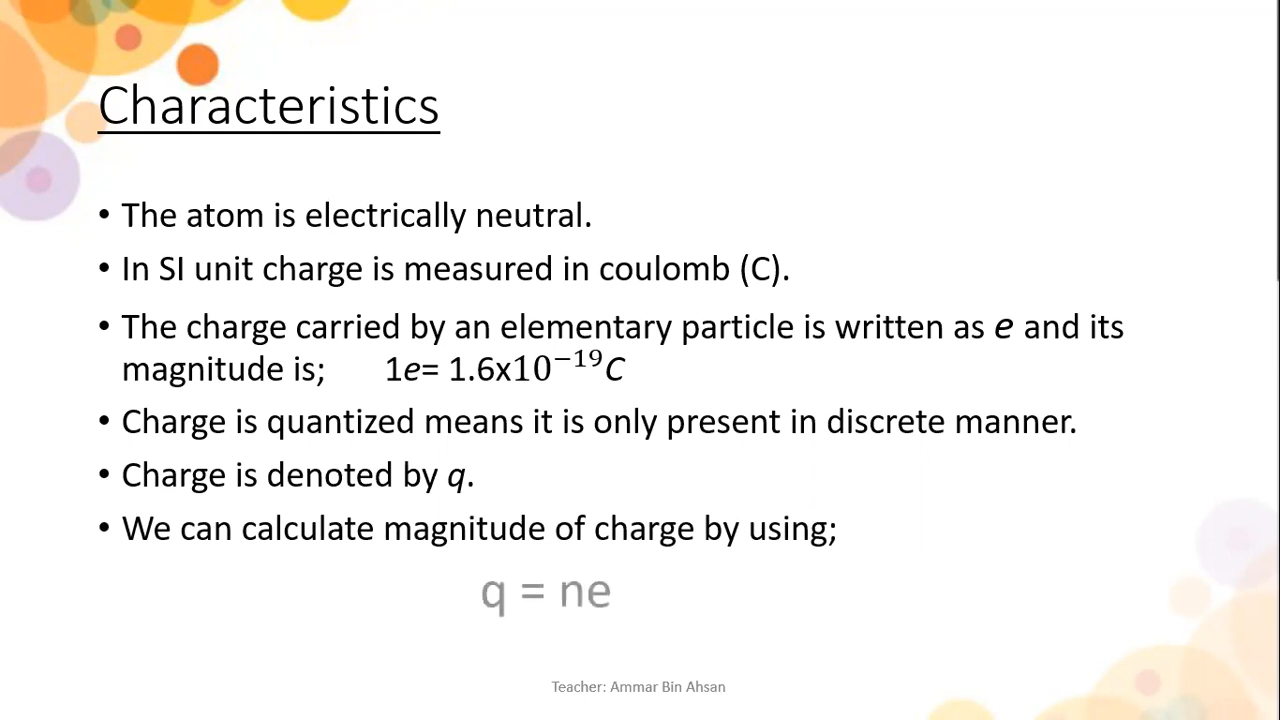 Characteristics
• The atom is electrically neutral.
• In SI unit charge is measured in coulomb (C).
• The charge carried by an elementary particle is written as e and its
magnitude is; 1e= 1.6x10⁻¹⁹C
• Charge is quantized means it is only present in discrete manner.
• Charge is denoted by q.
• We can calculate magnitude of charge by using;
q = ne
Teacher: Ammar Bin Ahsan